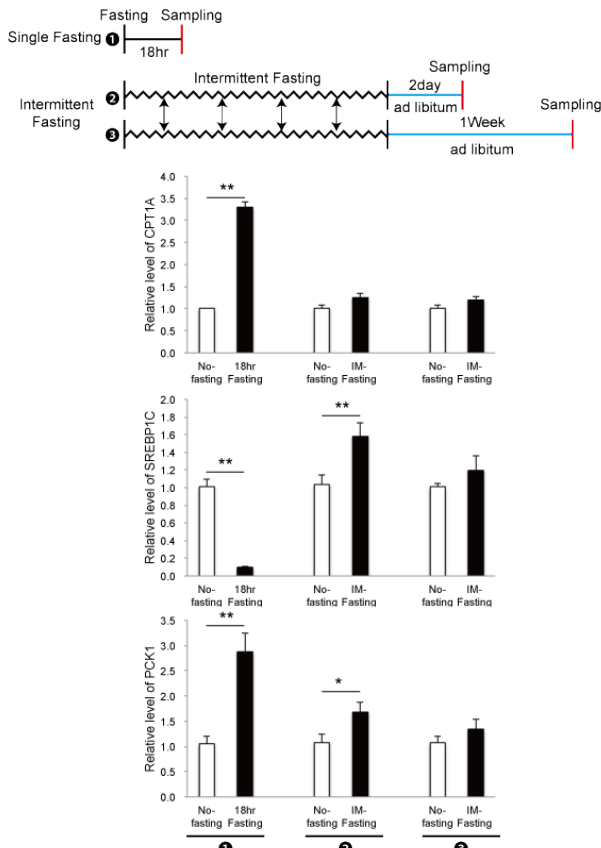 Fasting Sampling
Single Fasting ❶
18hr
Sampling
Intermittent Fasting
2day
❷
ad libitum
Intermittent
Fasting
Sampling
1Week
❸
ad libitum
Relative level of CPT1A
4.0
3.5
3.0
2.5
2.0
1.5
1.0
0.5
0.0
**
No- 18hr No- IM- No- IM-
fasting Fasting fasting Fasting fasting Fasting
Relative level of SREBP1C
2.0
1.8
1.6
1.4
1.2
1.0
0.8
0.6
0.4
0.2
0.0
**
**
No- 18hr No- IM- No- IM-
fasting Fasting fasting Fasting fasting Fasting
Relative level of PCK1
3.5
3.0
2.5
2.0
1.5
1.0
0.5
0.0
**
*
No- 18hr No- IM- No- IM-
fasting Fasting fasting Fasting fasting Fasting